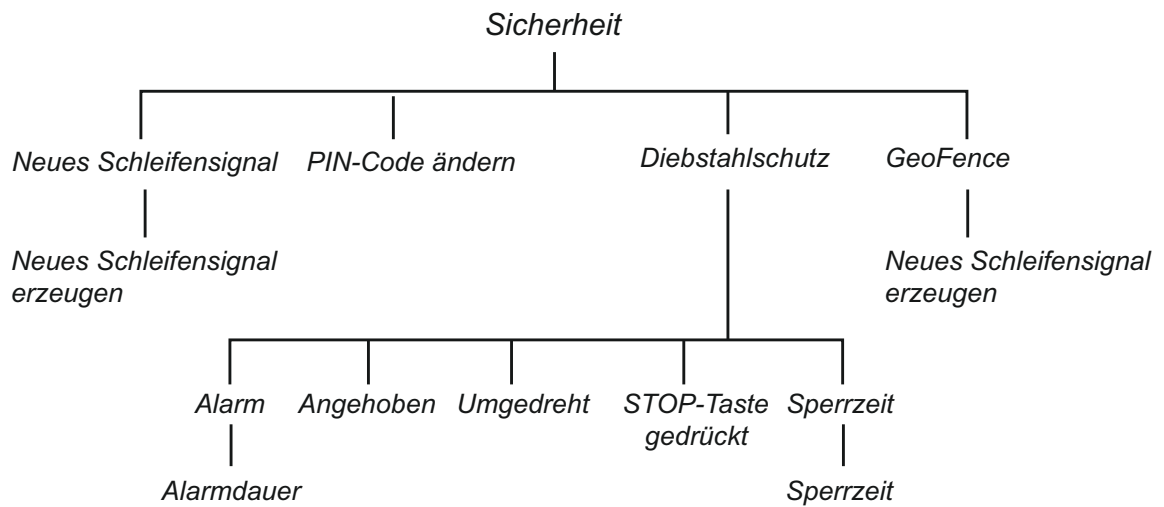 Sicherheit
Neues Schleifensignal
PIN-Code ändern
Diebstahlschutz
GeoFence
Neues Schleifensignal
erzeugen
Neues Schleifensignal
erzeugen
Alarm
Angehoben
Umgedreht
STOP-Taste
gedrückt
Sperrzeit
Alarmdauer
Sperrzeit